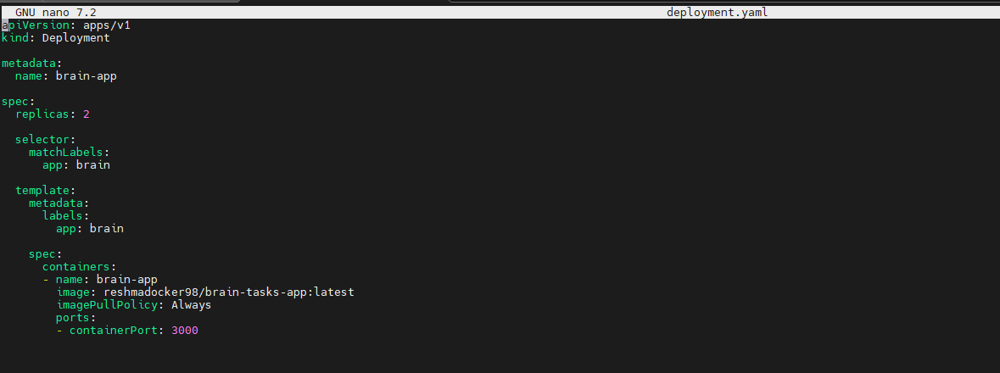 GNU nano 7.2 deployment.yaml
apiVersion: apps/v1
kind: Deployment

metadata:
  name: brain-app

spec:
  replicas: 2

  selector:
    matchLabels:
      app: brain

  template:
    metadata:
      labels:
        app: brain

    spec:
      containers:
      - name: brain-app
        image: reshmadocker98/brain-tasks-app:latest
        imagePullPolicy: Always
        ports:
        - containerPort: 3000